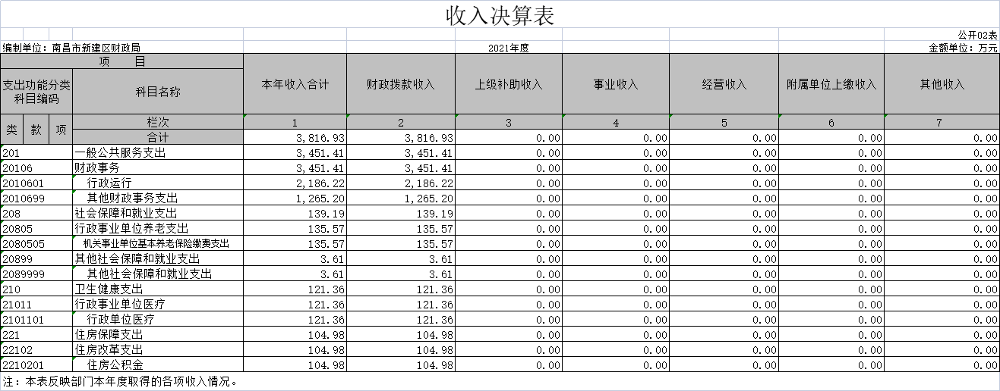 收入决算表
公开02表
编制单位：南昌市新建区财政局 2021年度 金额单位：万元
项 目 本年收入合计 财政拨款收入 上级补助收入 事业收入 经营收入 附属单位上缴收入 其他收入
支出功能分类科目编码 科目名称
类 款 项 栏次 1 2 3 4 5 6 7
合计 3,816.93 3,816.93 0.00 0.00 0.00 0.00 0.00
201 一般公共服务支出 3,451.41 3,451.41 0.00 0.00 0.00 0.00 0.00
20106 财政事务 3,451.41 3,451.41 0.00 0.00 0.00 0.00 0.00
2010601 行政运行 2,186.22 2,186.22 0.00 0.00 0.00 0.00 0.00
2010699 其他财政事务支出 1,265.20 1,265.20 0.00 0.00 0.00 0.00 0.00
208 社会保障和就业支出 139.19 139.19 0.00 0.00 0.00 0.00 0.00
20805 行政事业单位养老支出 135.57 135.57 0.00 0.00 0.00 0.00 0.00
2080505 机关事业单位基本养老保险缴费支出 135.57 135.57 0.00 0.00 0.00 0.00 0.00
20899 其他社会保障和就业支出 3.61 3.61 0.00 0.00 0.00 0.00 0.00
2089999 其他社会保障和就业支出 3.61 3.61 0.00 0.00 0.00 0.00 0.00
210 卫生健康支出 121.36 121.36 0.00 0.00 0.00 0.00 0.00
21011 行政事业单位医疗 121.36 121.36 0.00 0.00 0.00 0.00 0.00
2101101 行政单位医疗 121.36 121.36 0.00 0.00 0.00 0.00 0.00
221 住房保障支出 104.98 104.98 0.00 0.00 0.00 0.00 0.00
22102 住房改革支出 104.98 104.98 0.00 0.00 0.00 0.00 0.00
2210201 住房公积金 104.98 104.98 0.00 0.00 0.00 0.00 0.00
注：本表反映部门本年度取得的各项收入情况。